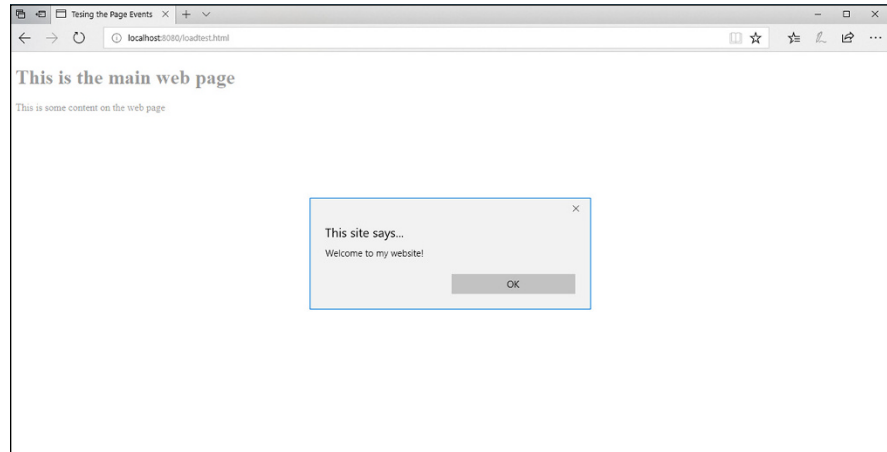 Tesing the Page Events
localhost:8080/loadtest.html
This is the main web page
This is some content on the web page
This site says...
Welcome to my website!
OK